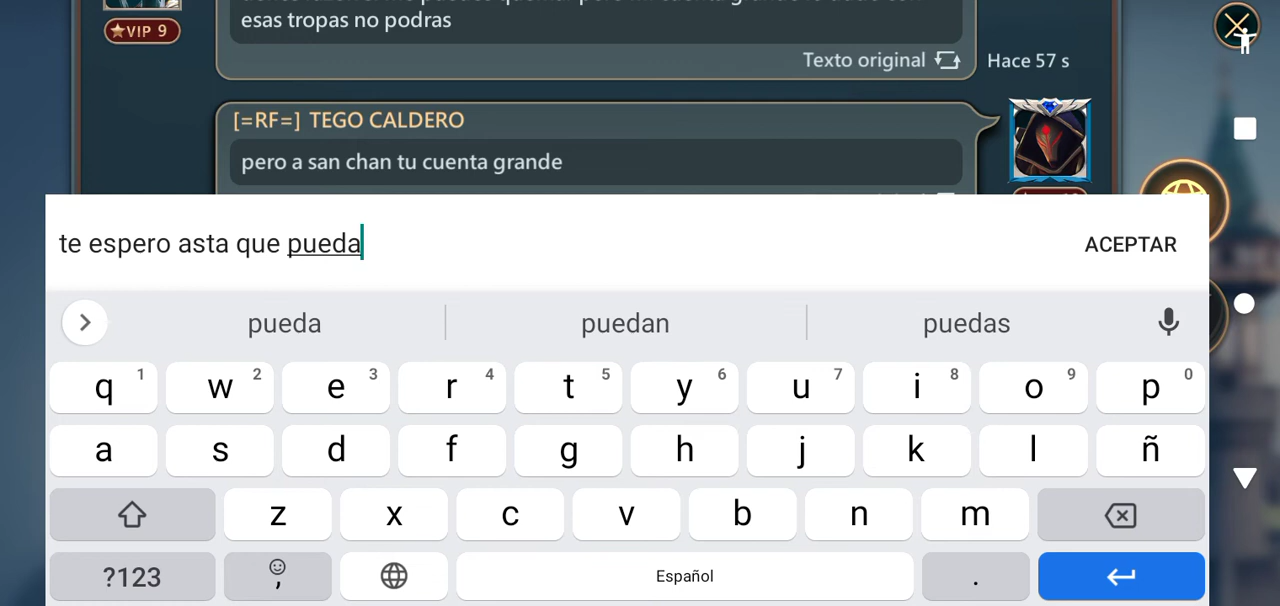 VIP 9
esas tropas no podras
Texto original
Hace 57 s
[=RF=] TEGO CALDERO
pero a san chan tu cuenta grande
te espero asta que pueda
ACEPTAR
pueda puedan puedas
q 1 w 2 e 3 r 4 t 5 y 6 u 7 i 8 o 9 p 0
a s d f g h j k l ñ
z x c v b n m
?123 , Español .